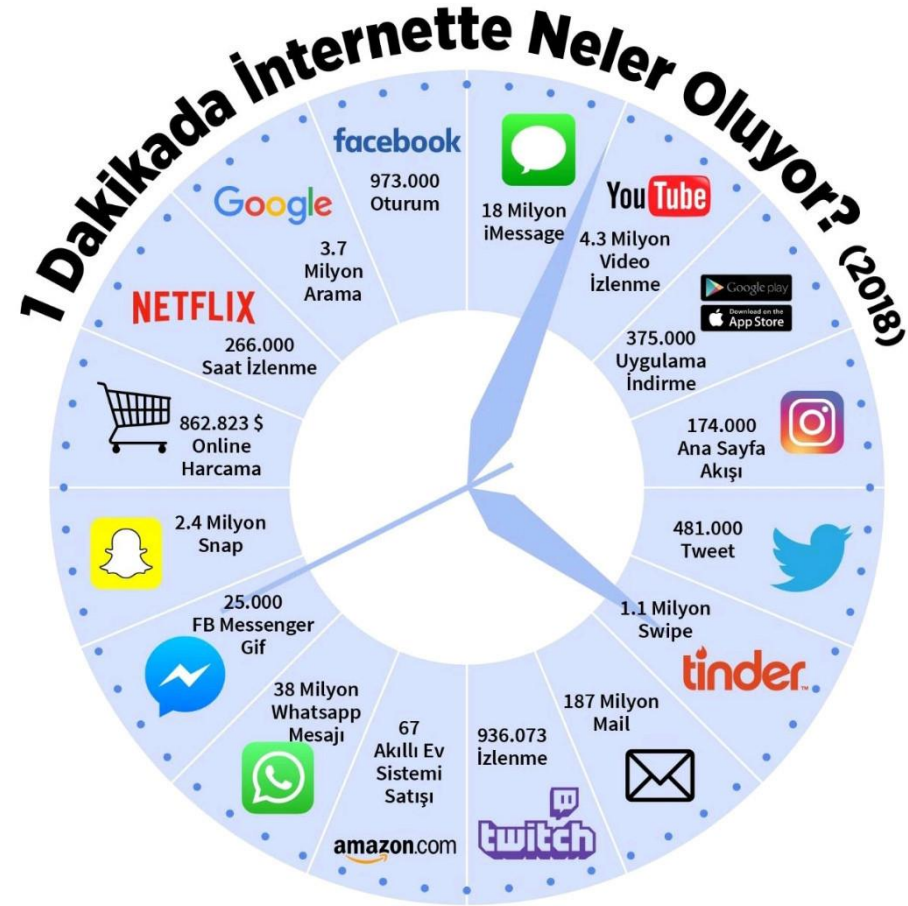 1 Dakikada İnternette Neler Oluyor? (2018)
facebook
973.000
Oturum
18 Milyon
iMessage
YouTube
4.3 Milyon
Video
İzlenme
Google play
Download on the
App Store
375.000
Uygulama
İndirme
174.000
Ana Sayfa
Akışı
481.000
Tweet
1.1 Milyon
Swipe
tinder™
187 Milyon
Mail
936.073
İzlenme
twitch
67
Akıllı Ev
Sistemi
Satışı
amazon.com
38 Milyon
Whatsapp
Mesajı
25.000
FB Messenger
Gif
2.4 Milyon
Snap
862.823 $
Online
Harcama
NETFLIX
266.000
Saat İzlenme
Google
3.7
Milyon
Arama